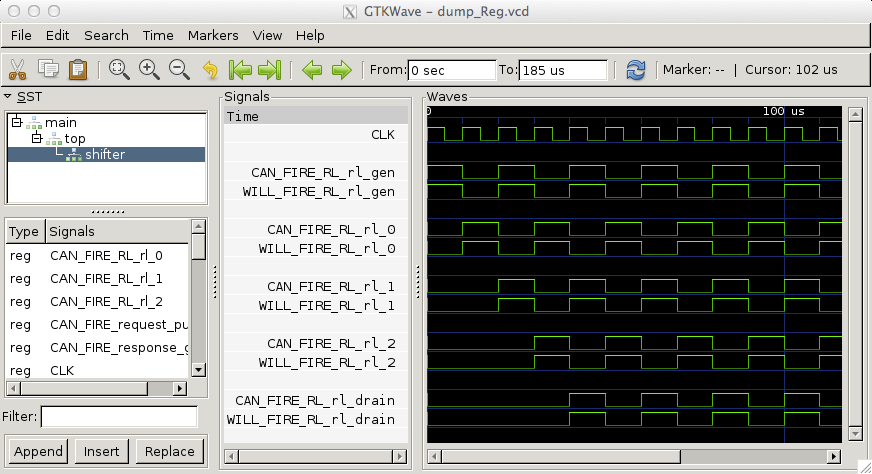 GTKWave – dump_Reg.vcd
File Edit Search Time Markers View Help
From: 0 sec To: 185 us Marker: -- | Cursor: 102 us
SST
main
top
shifter
Type Signals
reg CAN_FIRE_RL_rl_0
reg CAN_FIRE_RL_rl_1
reg CAN_FIRE_RL_rl_2
reg CAN_FIRE_request_pu
reg CAN_FIRE_response_g
reg CLK
Filter:
Append Insert Replace
Signals
Time
CLK
CAN_FIRE_RL_rl_gen
WILL_FIRE_RL_rl_gen
CAN_FIRE_RL_rl_0
WILL_FIRE_RL_rl_0
CAN_FIRE_RL_rl_1
WILL_FIRE_RL_rl_1
CAN_FIRE_RL_rl_2
WILL_FIRE_RL_rl_2
CAN_FIRE_RL_rl_drain
WILL_FIRE_RL_rl_drain
Waves
0 100 us